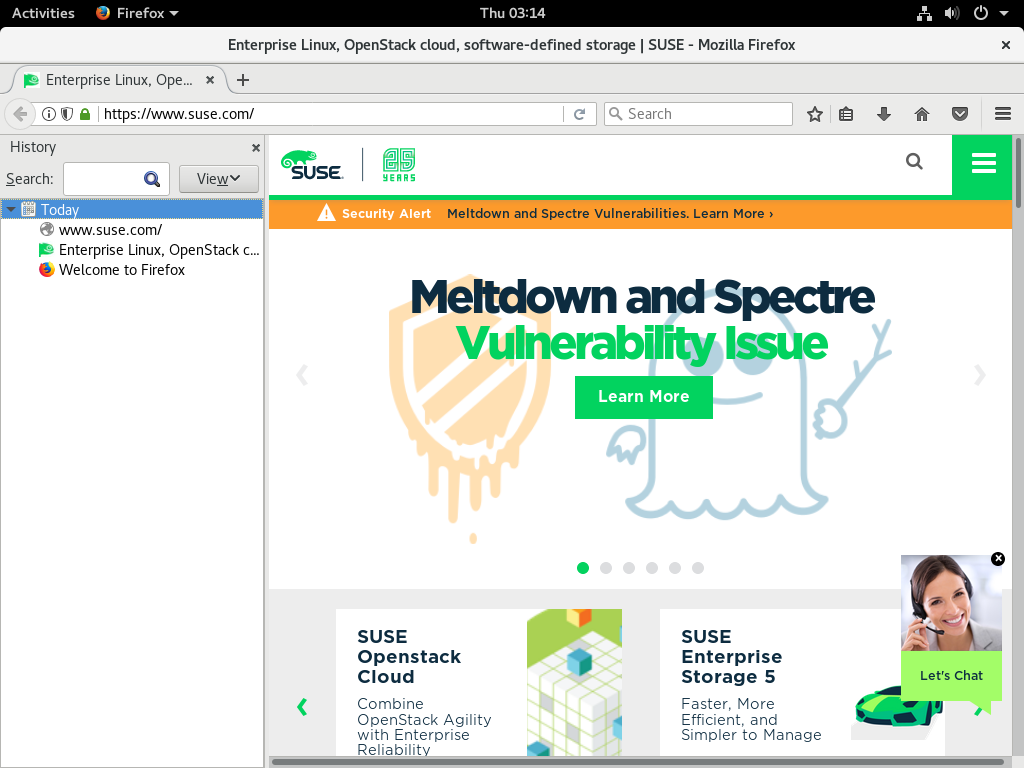 Activities Firefox Thu 03:14
Enterprise Linux, OpenStack cloud, software-defined storage | SUSE - Mozilla Firefox
Enterprise Linux, Ope...
https://www.suse.com/
Search
History
Search:
View
Today
www.suse.com/
Enterprise Linux, OpenStack c...
Welcome to Firefox
SUSE
25
YEARS
Security Alert Meltdown and Spectre Vulnerabilities. Learn More ›
Meltdown and Spectre
Vulnerability Issue
Learn More
SUSE
Openstack
Cloud
Combine
OpenStack Agility
with Enterprise
Reliability
SUSE
Enterprise
Storage 5
Faster, More
Efficient, and
Simpler to Manage
Let's Chat